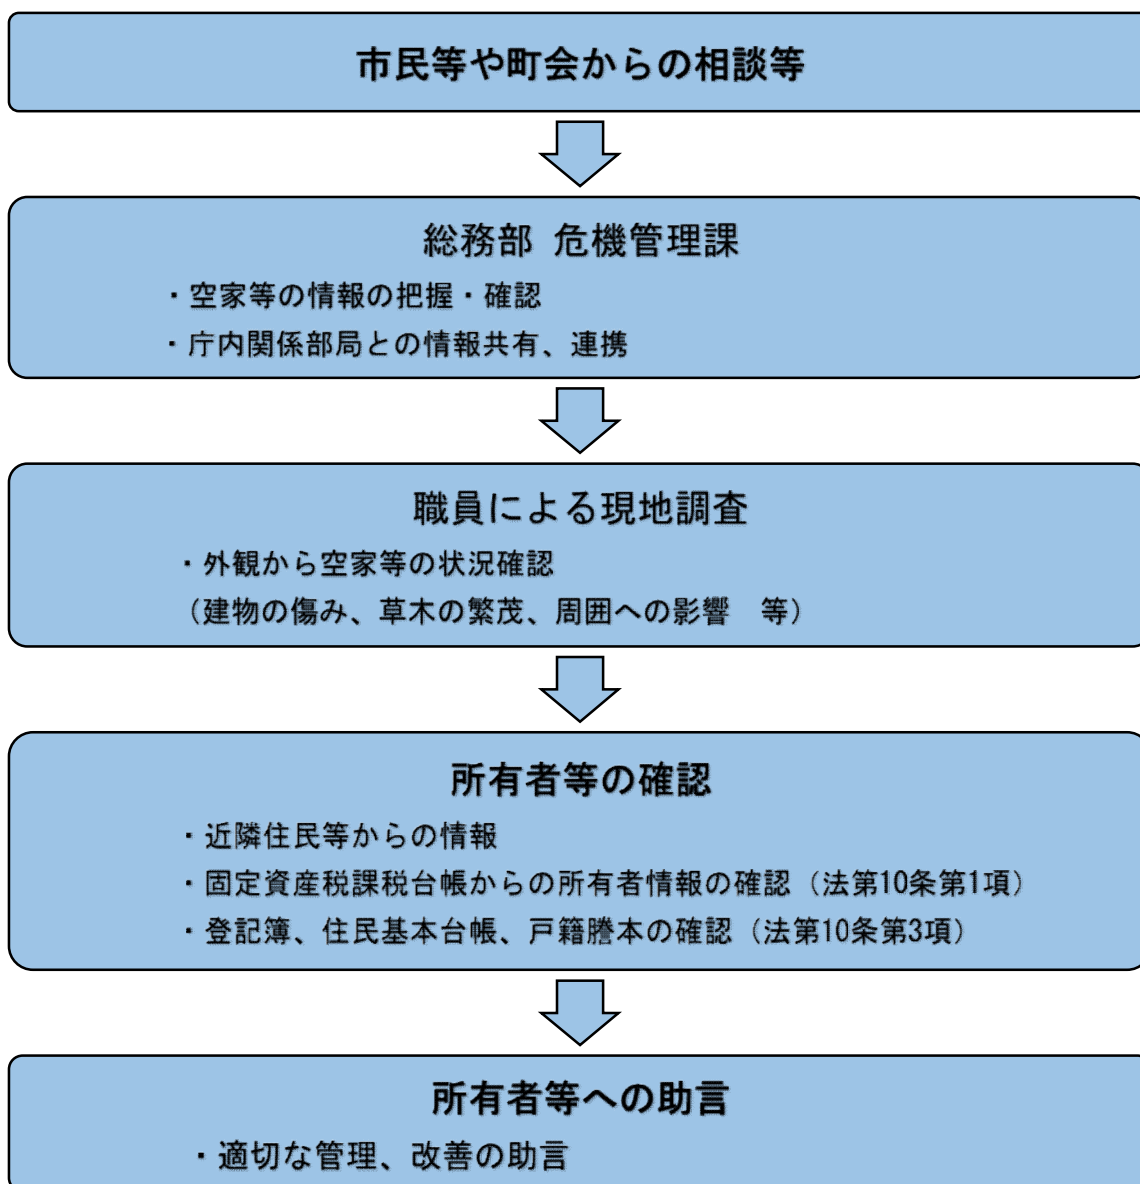 市民等や町会からの相談等
総務部 危機管理課
・空家等の情報の把握・確認
・庁内関係部局との情報共有、連携
職員による現地調査
・外観から空家等の状況確認
（建物の傷み、草木の繁茂、周囲への影響　等）
所有者等の確認
・近隣住民等からの情報
・固定資産税課税台帳からの所有者情報の確認（法第10条第1項）
・登記簿、住民基本台帳、戸籍謄本の確認（法第10条第3項）
所有者等への助言
・適切な管理、改善の助言